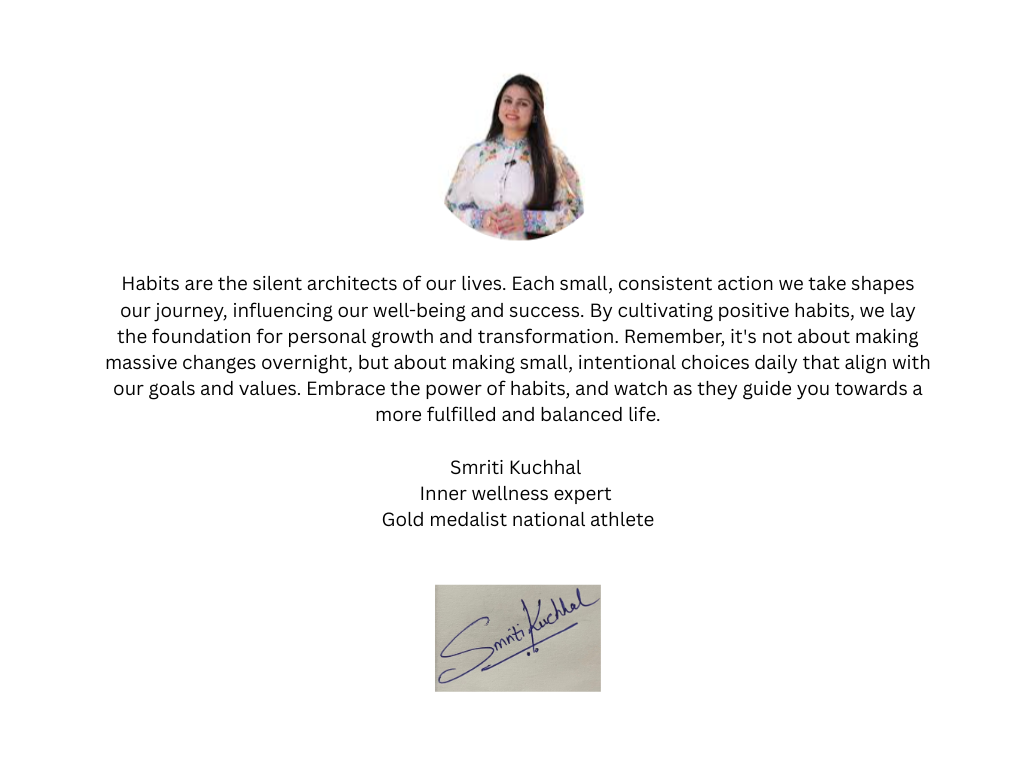 Habits are the silent architects of our lives. Each small, consistent action we take shapes
our journey, influencing our well-being and success. By cultivating positive habits, we lay
the foundation for personal growth and transformation. Remember, it's not about making
massive changes overnight, but about making small, intentional choices daily that align with
our goals and values. Embrace the power of habits, and watch as they guide you towards a
more fulfilled and balanced life.
Smriti Kuchhal
Inner wellness expert
Gold medalist national athlete
Smriti Kuchhal